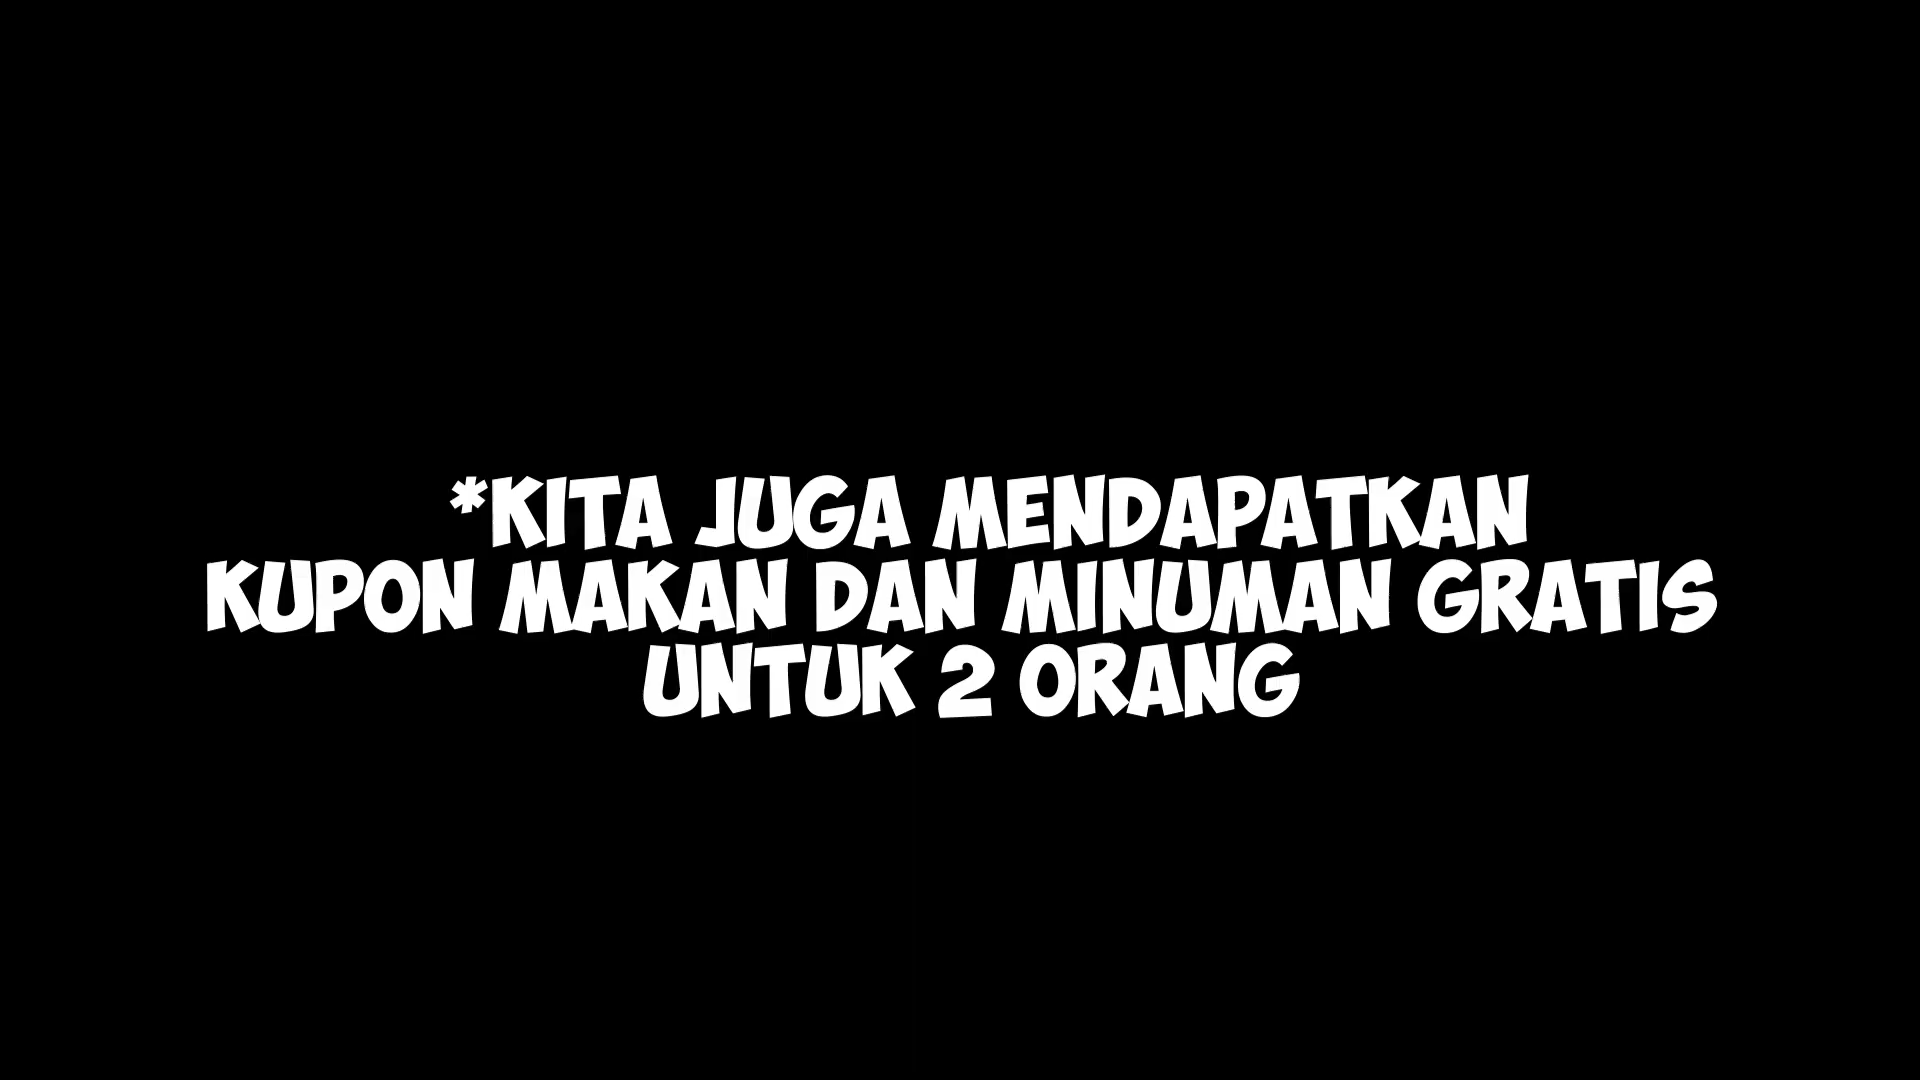 *KITA JUGA MENDAPATKAN
KUPON MAKAN DAN MINUMAN GRATIS
UNTUK 2 ORANG